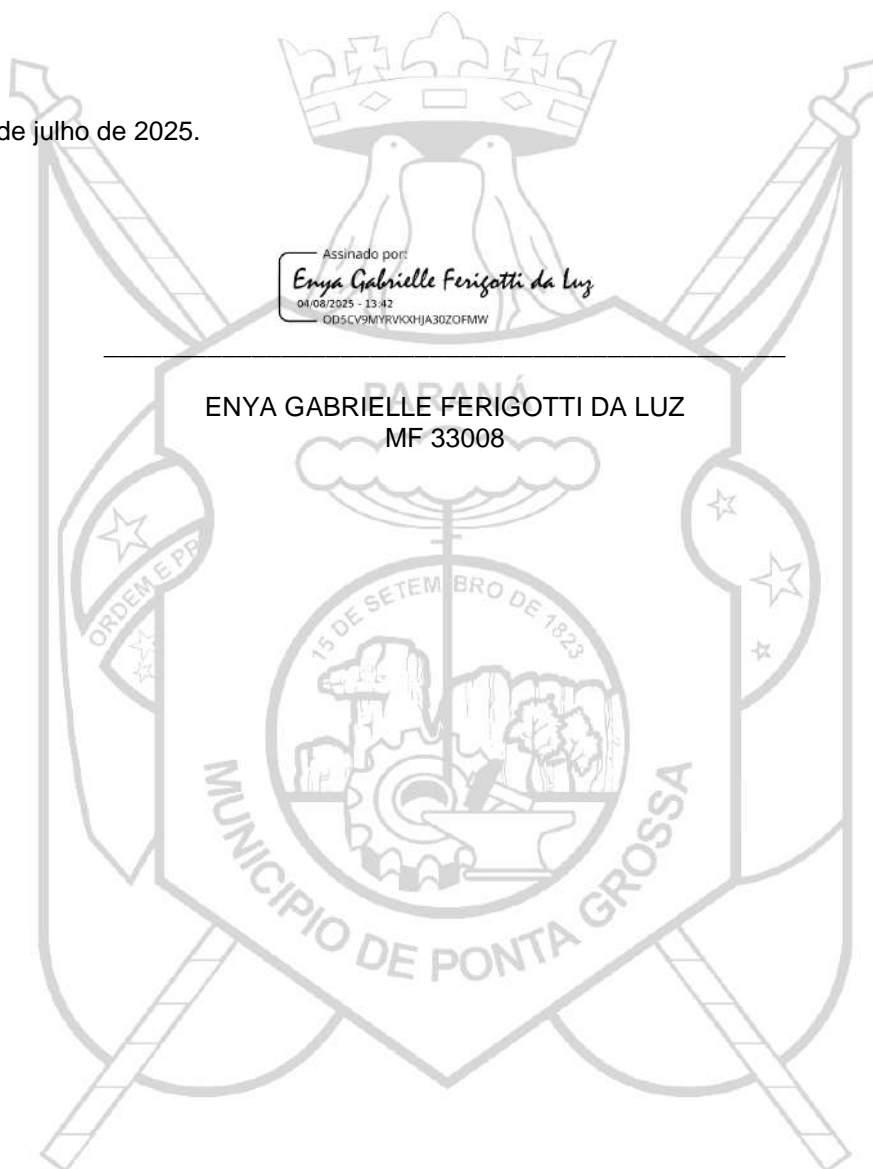 de julho de 2025.
Assinado por:
Enya Gabrielle Ferigotti da Luz
04/08/2025 - 13:42
OD5CV9MYRVKXHJA30ZOFMW
PARANÁ
ENYA GABRIELLE FERIGOTTI DA LUZ
MF 33008
ORDEM E PR
15 DE SETEMBRO DE 1823
MUNICIPIO DE PONTA GROSSA